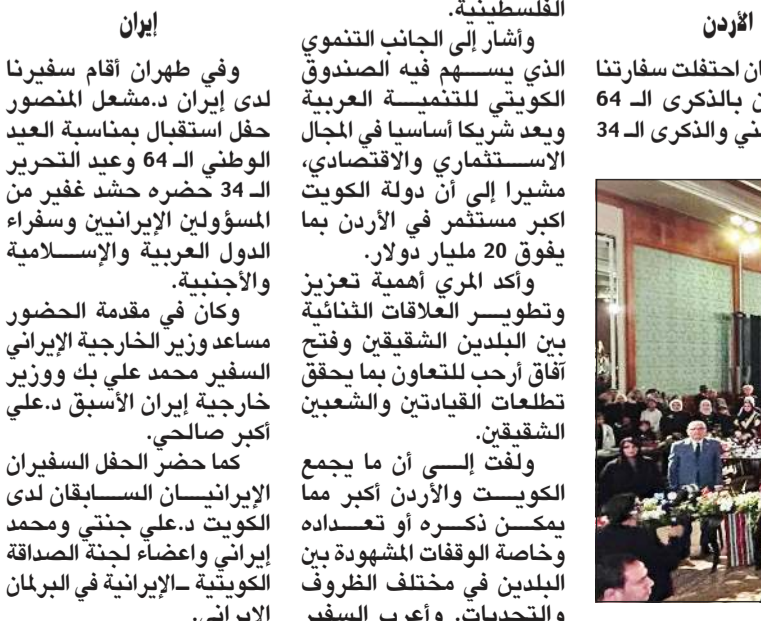 الأردن
ان احتفلت سفارتنا
ن بالذكرى الـ 64
ني والذكرى الـ 34
الفلسطينية.
وأشار إلى الجانب التنموي
الذي يسهم فيه الصندوق
الكويتي للتنمية العربية
ويعد شريكا أساسيا في المجال
الاستثماري والاقتصادي،
مشيرا إلى أن دولة الكويت
اكبر مستثمر في الأردن بما
يفوق 20 مليار دولار.
وأكد المري أهمية تعزيز
وتطوير العلاقات الثنائية
بين البلدين الشقيقين وفتح
آفاق أرحب للتعاون بما يحقق
تطلعات القيادتين والشعبين
الشقيقين.
ولفت إلى أن ما يجمع
الكويت والأردن أكبر مما
يمكن ذكره أو تعداده
وخاصة الوقفات المشهودة بين
البلدين في مختلف الظروف
والتحديات. وأعرب السفير
إيران
وفي طهران أقام سفيرنا
لدى إيران د.مشعل المنصور
حفل استقبال بمناسبة العيد
الوطني الـ 64 وعيد التحرير
الـ 34 حضره حشد غفير من
المسؤولين الإيرانيين وسفراء
الدول العربية والإسلامية
والأجنبية.
وكان في مقدمة الحضور
مساعد وزير الخارجية الإيراني
السفير محمد علي بك ووزير
خارجية إيران الأسبق د.علي
أكبر صالحي.
كما حضر الحفل السفيران
الإيرانيان السابقان لدى
الكويت د.علي جنتي ومحمد
إيراني واعضاء لجنة الصداقة
الكويتية ــ الإيرانية في البرلمان
الإيراني.